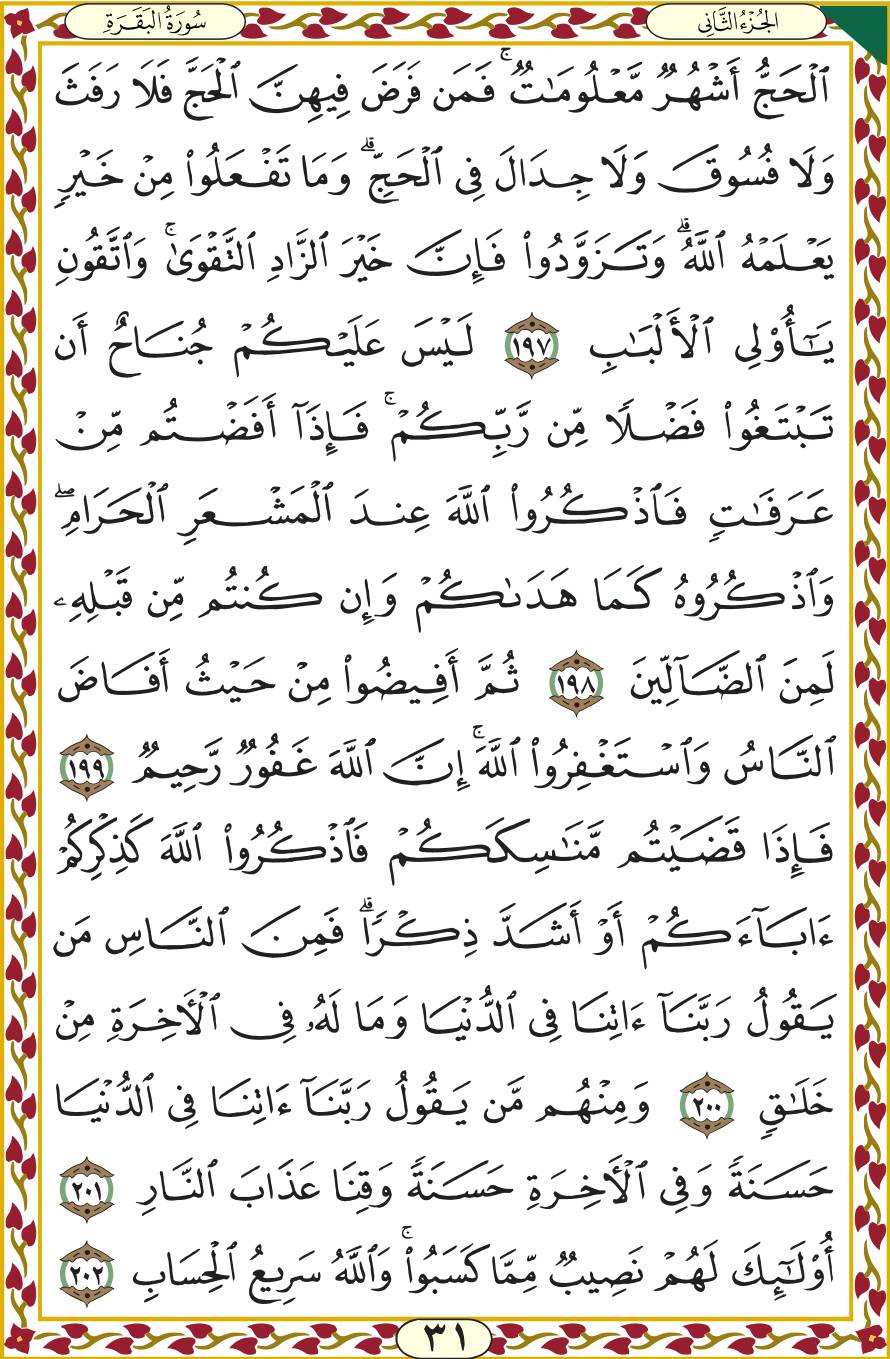 الجُزْءُ الثَّانِي
سُورَةُ البَقَرَةِ
ٱلْحَجُّ أَشْهُرٌ مَّعْلُومَٰتٌ ۚ فَمَن فَرَضَ فِيهِنَّ ٱلْحَجَّ فَلَا رَفَثَ
وَلَا فُسُوقَ وَلَا جِدَالَ فِى ٱلْحَجِّ ۗ وَمَا تَفْعَلُوا۟ مِنْ خَيْرٍ
يَعْلَمْهُ ٱللَّهُ ۗ وَتَزَوَّدُوا۟ فَإِنَّ خَيْرَ ٱلزَّادِ ٱلتَّقْوَىٰ ۚ وَٱتَّقُونِ
يَٰٓأُو۟لِى ٱلْأَلْبَٰبِ ١٩٧ لَيْسَ عَلَيْكُمْ جُنَاحٌ أَن
تَبْتَغُوا۟ فَضْلًا مِّن رَّبِّكُمْ ۚ فَإِذَآ أَفَضْتُم مِّنْ
عَرَفَٰتٍ فَٱذْكُرُوا۟ ٱللَّهَ عِندَ ٱلْمَشْعَرِ ٱلْحَرَامِ ۖ
وَٱذْكُرُوهُ كَمَا هَدَىٰكُمْ وَإِن كُنتُم مِّن قَبْلِهِۦ
لَمِنَ ٱلضَّآلِّينَ ١٩٨ ثُمَّ أَفِيضُوا۟ مِنْ حَيْثُ أَفَاضَ
ٱلنَّاسُ وَٱسْتَغْفِرُوا۟ ٱللَّهَ ۚ إِنَّ ٱللَّهَ غَفُورٌ رَّحِيمٌ ١٩٩
فَإِذَا قَضَيْتُم مَّنَٰسِكَكُمْ فَٱذْكُرُوا۟ ٱللَّهَ كَذِكْرِكُمْ
ءَابَآءَكُمْ أَوْ أَشَدَّ ذِكْرًا ۗ فَمِنَ ٱلنَّاسِ مَن
يَقُولُ رَبَّنَآ ءَاتِنَا فِى ٱلدُّنْيَا وَمَا لَهُۥ فِى ٱلْأَخِرَةِ مِنْ
خَلَٰقٍ ٢٠٠ وَمِنْهُم مَّن يَقُولُ رَبَّنَآ ءَاتِنَا فِى ٱلدُّنْيَا
حَسَنَةً وَفِى ٱلْأَخِرَةِ حَسَنَةً وَقِنَا عَذَابَ ٱلنَّارِ ٢٠١
أُو۟لَٰٓئِكَ لَهُمْ نَصِيبٌ مِّمَّا كَسَبُوا۟ ۚ وَٱللَّهُ سَرِيعُ ٱلْحِسَابِ ٢٠٢
٣١